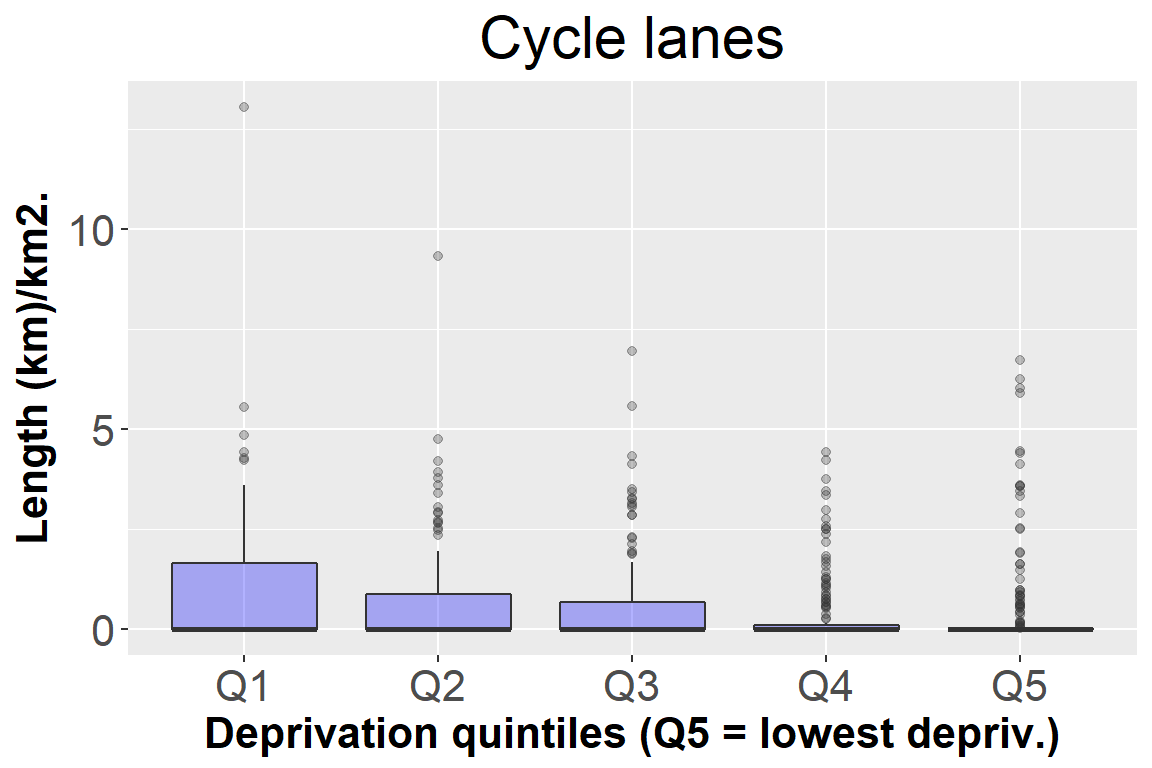 Cycle lanes
Length (km)/km2.
10
5
0
Q1 Q2 Q3 Q4 Q5
Deprivation quintiles (Q5 = lowest depriv.)